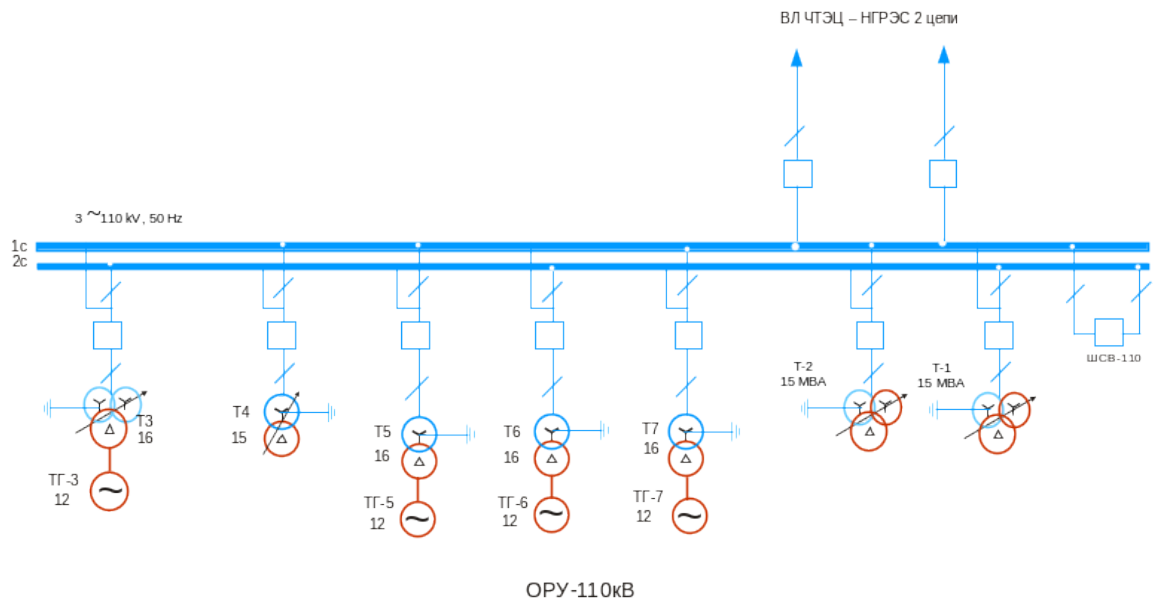 ВЛ ЧТЭЦ – НГРЭС 2 цепи
3 ~110 kV, 50 Hz
1с
2с
ШСВ-110
Т-2
15 МВА
Т-1
15 МВА
Т3
16
Т4
15
Т5
16
Т6
16
Т7
16
ТГ-3
12
ТГ-5
12
ТГ-6
12
ТГ-7
12
ОРУ-110кВ